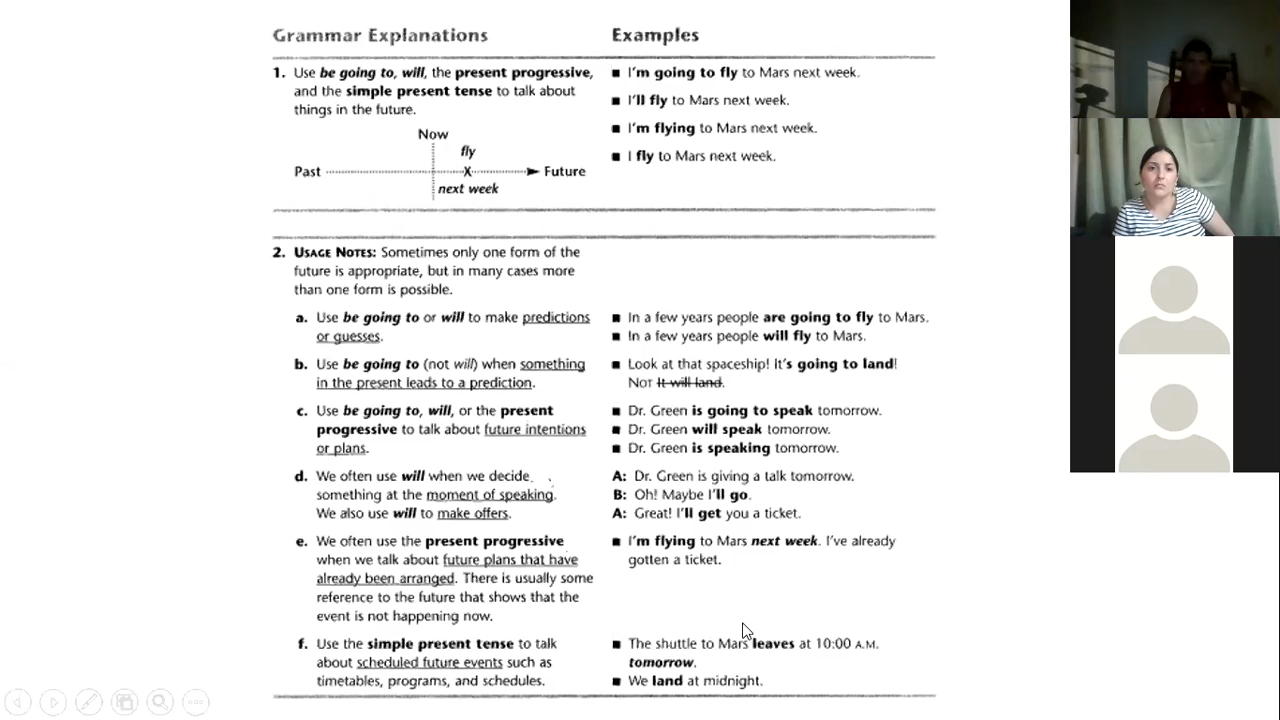 Grammar Explanations
Examples
1. Use be going to, will, the present progressive,
and the simple present tense to talk about
things in the future.
Now
fly
Past
Future
next week
■ I'm going to fly to Mars next week.
■ I'll fly to Mars next week.
■ I'm flying to Mars next week.
■ I fly to Mars next week.
2. USAGE NOTES: Sometimes only one form of the
future is appropriate, but in many cases more
than one form is possible.
a. Use be going to or will to make predictions
or guesses.
■ In a few years people are going to fly to Mars.
■ In a few years people will fly to Mars.
b. Use be going to (not will) when something
in the present leads to a prediction.
■ Look at that spaceship! It's going to land!
NOT It will land.
c. Use be going to, will, or the present
progressive to talk about future intentions
or plans.
■ Dr. Green is going to speak tomorrow.
■ Dr. Green will speak tomorrow.
■ Dr. Green is speaking tomorrow.
d. We often use will when we decide
something at the moment of speaking.
We also use will to make offers.
A: Dr. Green is giving a talk tomorrow.
B: Oh! Maybe I'll go.
A: Great! I'll get you a ticket.
e. We often use the present progressive
when we talk about future plans that have
already been arranged. There is usually some
reference to the future that shows that the
event is not happening now.
■ I'm flying to Mars next week. I've already
gotten a ticket.
f. Use the simple present tense to talk
about scheduled future events such as
timetables, programs, and schedules.
■ The shuttle to Mars leaves at 10:00 A.M.
tomorrow.
■ We land at midnight.